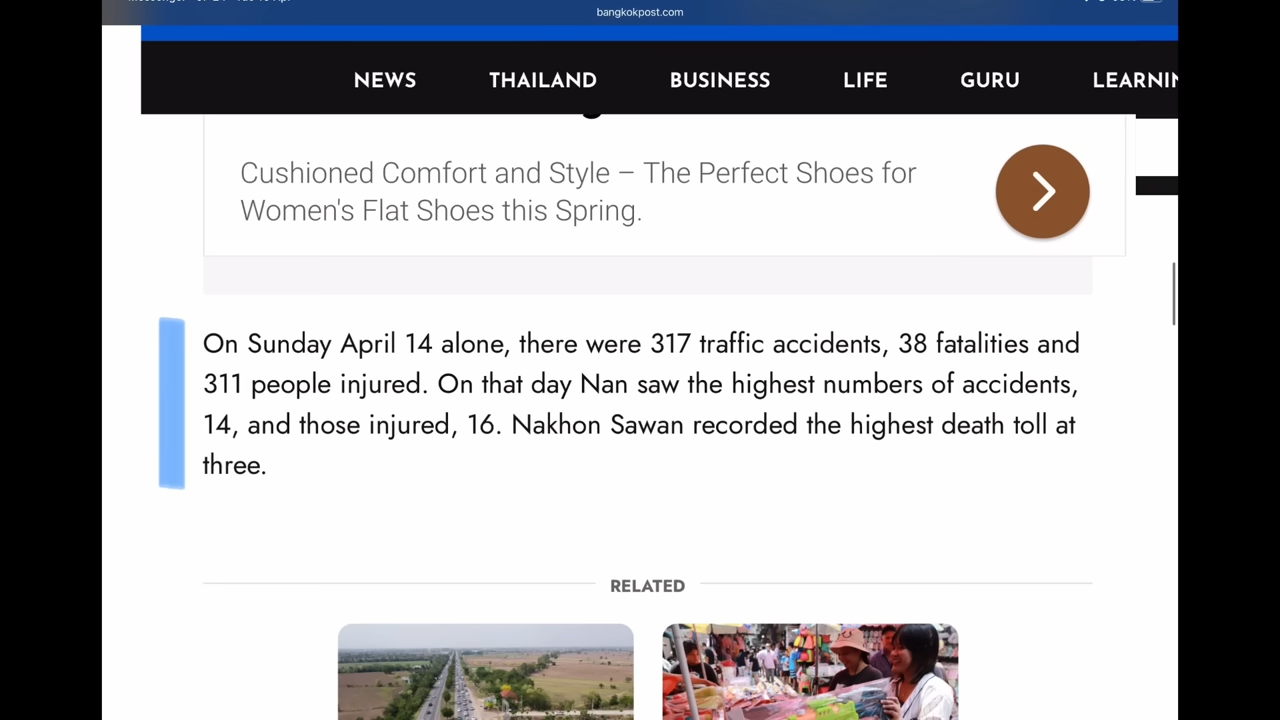 bangkokpost.com
NEWS THAILAND BUSINESS LIFE GURU
Cushioned Comfort and Style – The Perfect Shoes for
Women's Flat Shoes this Spring.
On Sunday April 14 alone, there were 317 traffic accidents, 38 fatalities and
311 people injured. On that day Nan saw the highest numbers of accidents,
14, and those injured, 16. Nakhon Sawan recorded the highest death toll at
three.
RELATED